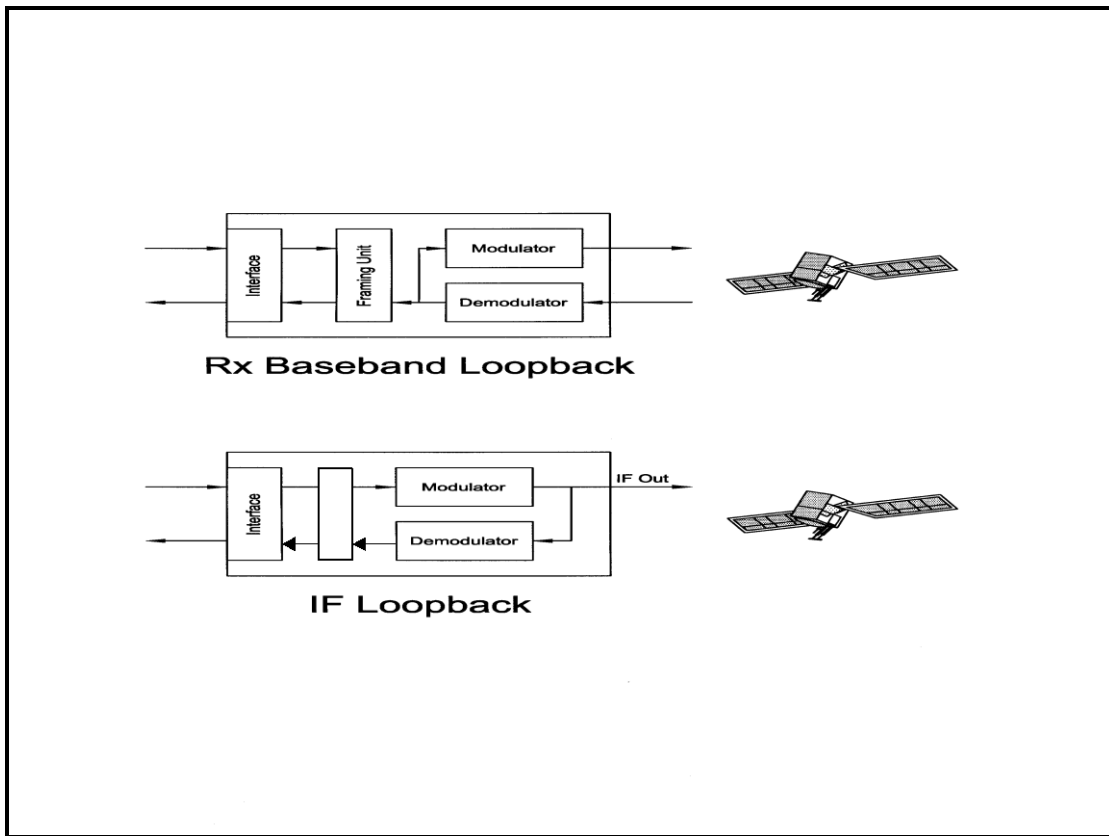 Interface
Framing Unit
Modulator
Demodulator
Rx Baseband Loopback
Interface
Modulator
IF Out
Demodulator
IF Loopback